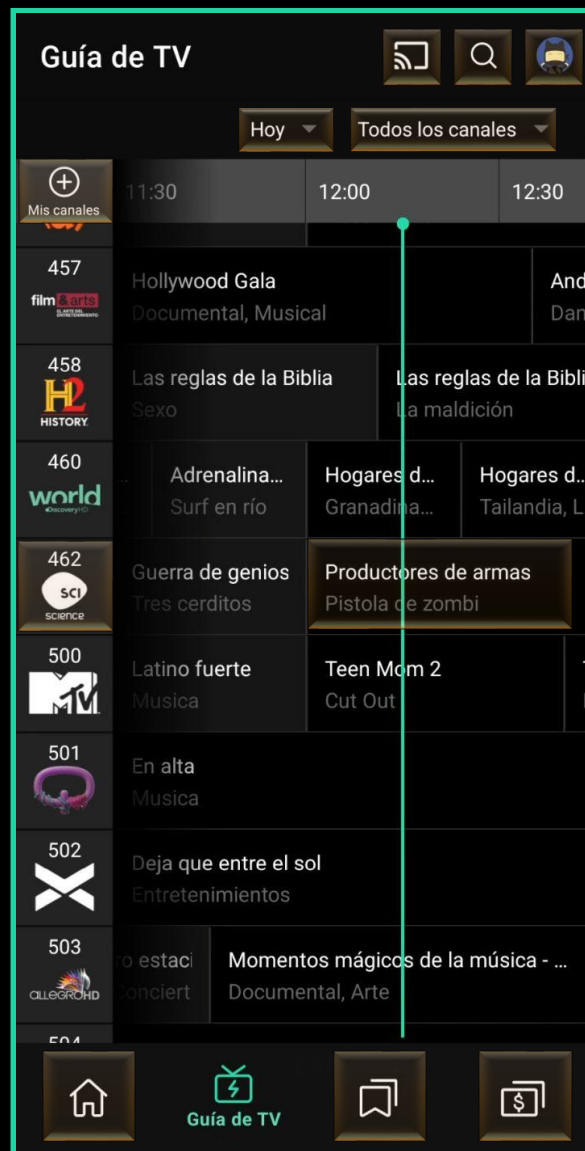 Guía de TV
Hoy
Todos los canales
Mis canales
11:30
12:00
12:30
457
film&arts
Hollywood Gala
Documental, Musical
And
Dan
458
H2
HISTORY
Las reglas de la Biblia
Sexo
Las reglas de la Bibli
La maldición
460
world
DiscoveryHD
...
Adrenalina...
Surf en río
Hogares d...
Granadina...
Hogares d...
Tailandia, L
462
SCI
science
Guerra de genios
Tres cerditos
Productores de armas
Pistola de zombi
500
MTV
Latino fuerte
Musica
Teen Mom 2
Cut Out
501
En alta
Musica
502
Deja que entre el sol
Entretenimientos
503
ALLEGROHD
ro estaci
Conciert
Momentos mágicos de la música - ...
Documental, Arte
504
Guía de TV
$